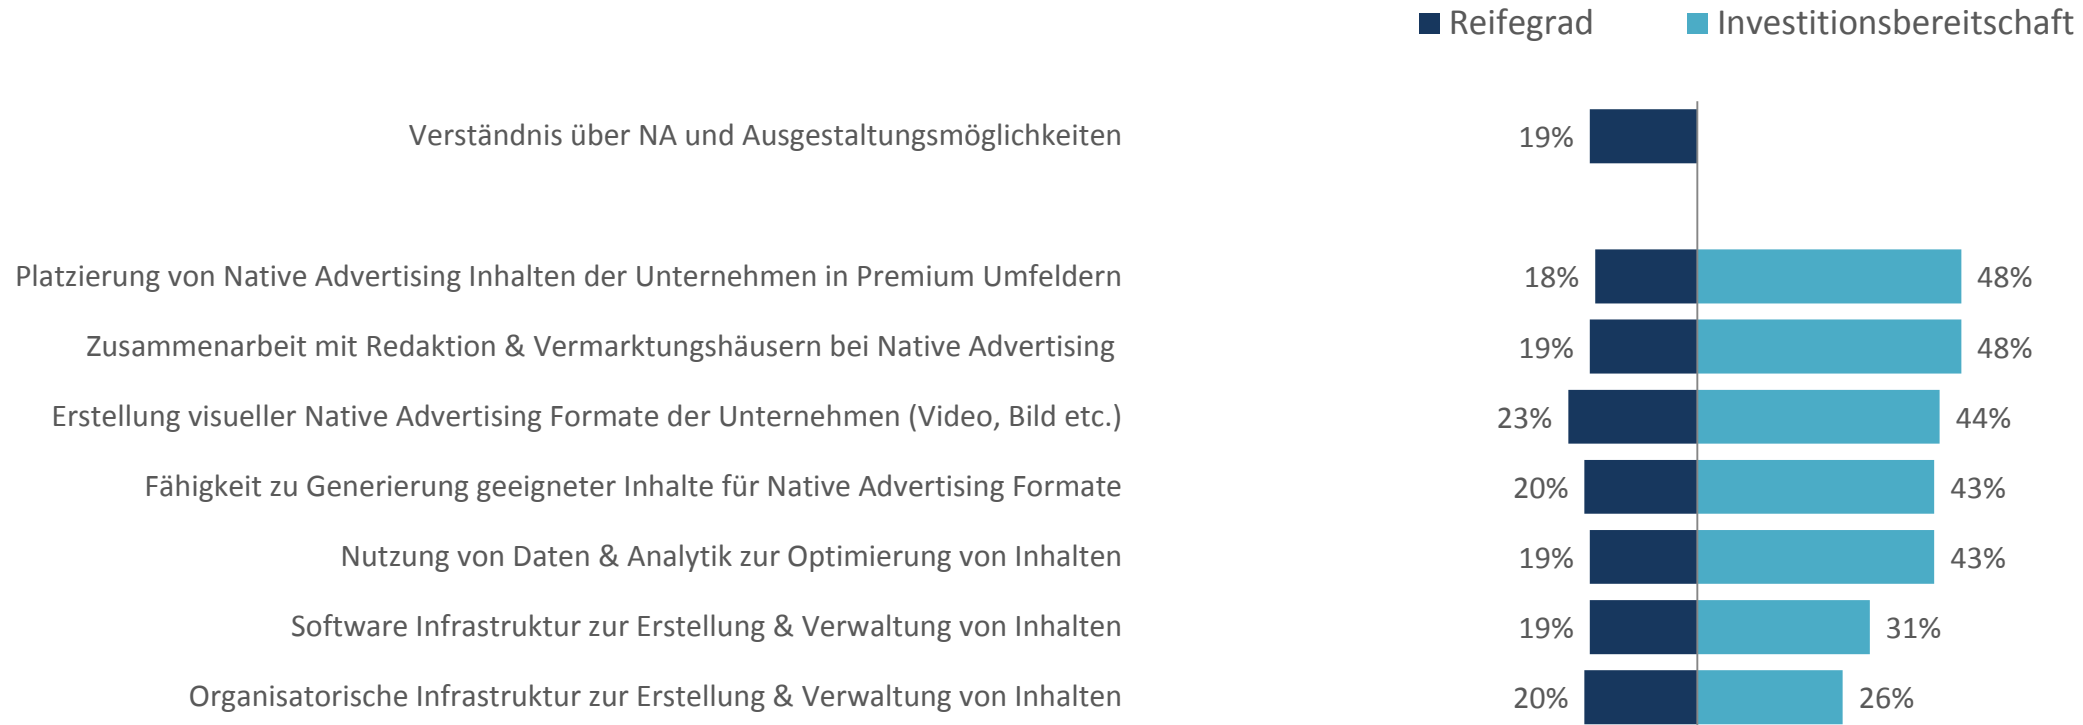 Reifegrad Investitionsbereitschaft
Verständnis über NA und Ausgestaltungsmöglichkeiten 19%
Platzierung von Native Advertising Inhalten der Unternehmen in Premium Umfeldern 18% 48%
Zusammenarbeit mit Redaktion & Vermarktungshäusern bei Native Advertising 19% 48%
Erstellung visueller Native Advertising Formate der Unternehmen (Video, Bild etc.) 23% 44%
Fähigkeit zu Generierung geeigneter Inhalte für Native Advertising Formate 20% 43%
Nutzung von Daten & Analytik zur Optimierung von Inhalten 19% 43%
Software Infrastruktur zur Erstellung & Verwaltung von Inhalten 19% 31%
Organisatorische Infrastruktur zur Erstellung & Verwaltung von Inhalten 20% 26%